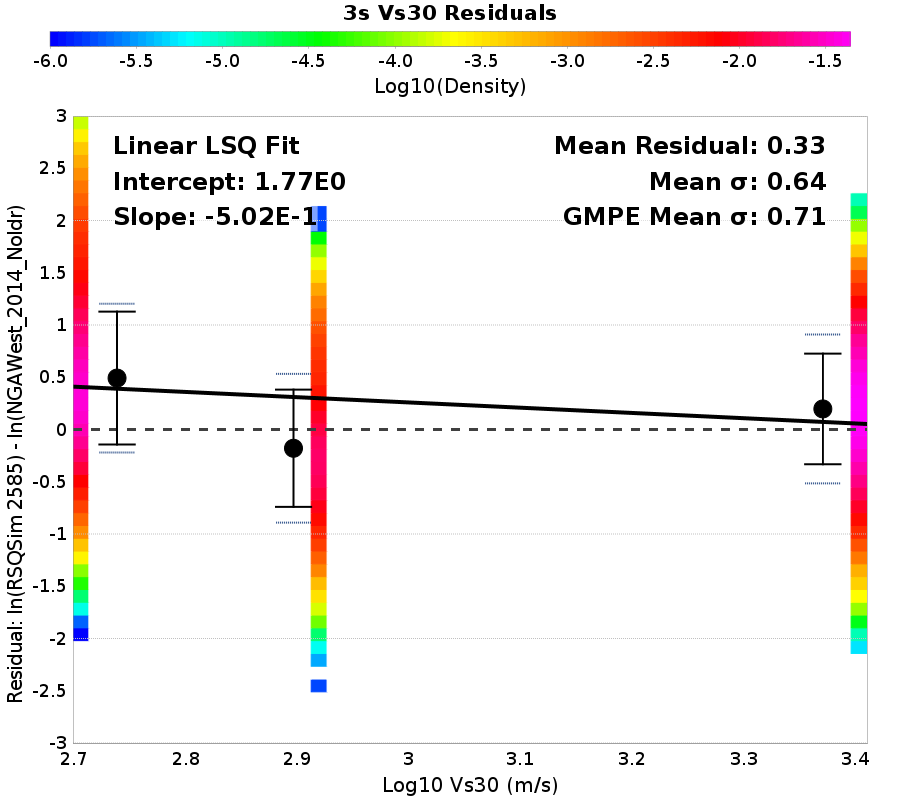 3s Vs30 Residuals
-6.0 -5.5 -5.0 -4.5 -4.0 -3.5 -3.0 -2.5 -2.0 -1.5
Log10(Density)
Linear LSQ Fit
Intercept: 1.77E0
Slope: -5.02E-1
Mean Residual: 0.33
Mean σ: 0.64
GMPE Mean σ: 0.71
Residual: ln(RSQSim 2585) - ln(NGAWest_2014_NoIdr)
3
2.5
2
1.5
1
0.5
0
-0.5
-1
-1.5
-2
-2.5
-3
2.7 2.8 2.9 3 3.1 3.2 3.3 3.4
Log10 Vs30 (m/s)